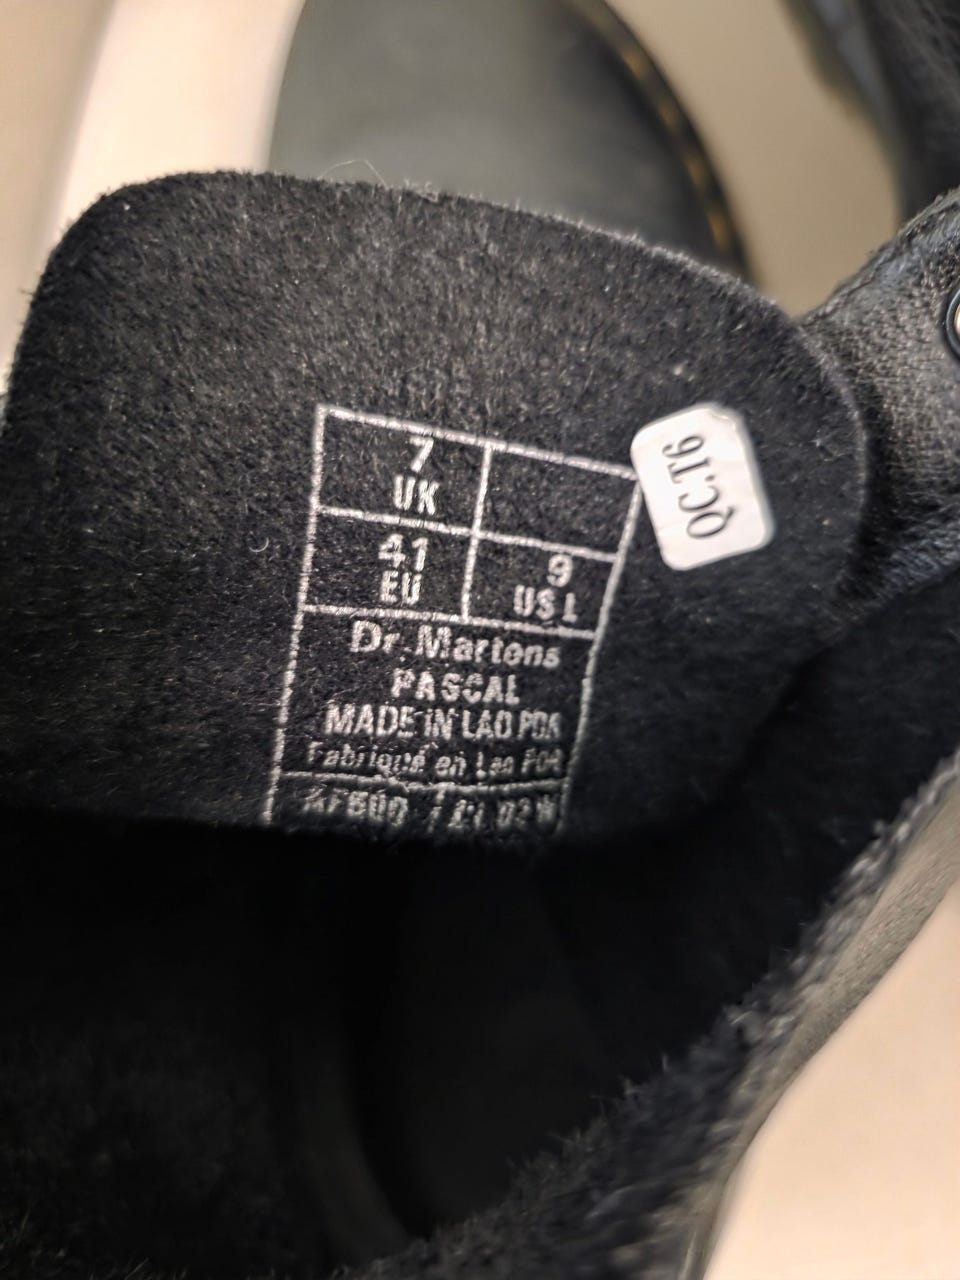 7
UK
41
EU
9
US L
Dr. Martens
PASCAL
MADE IN LAO PDR
Fabriqué en Lao PDR
QC.T6